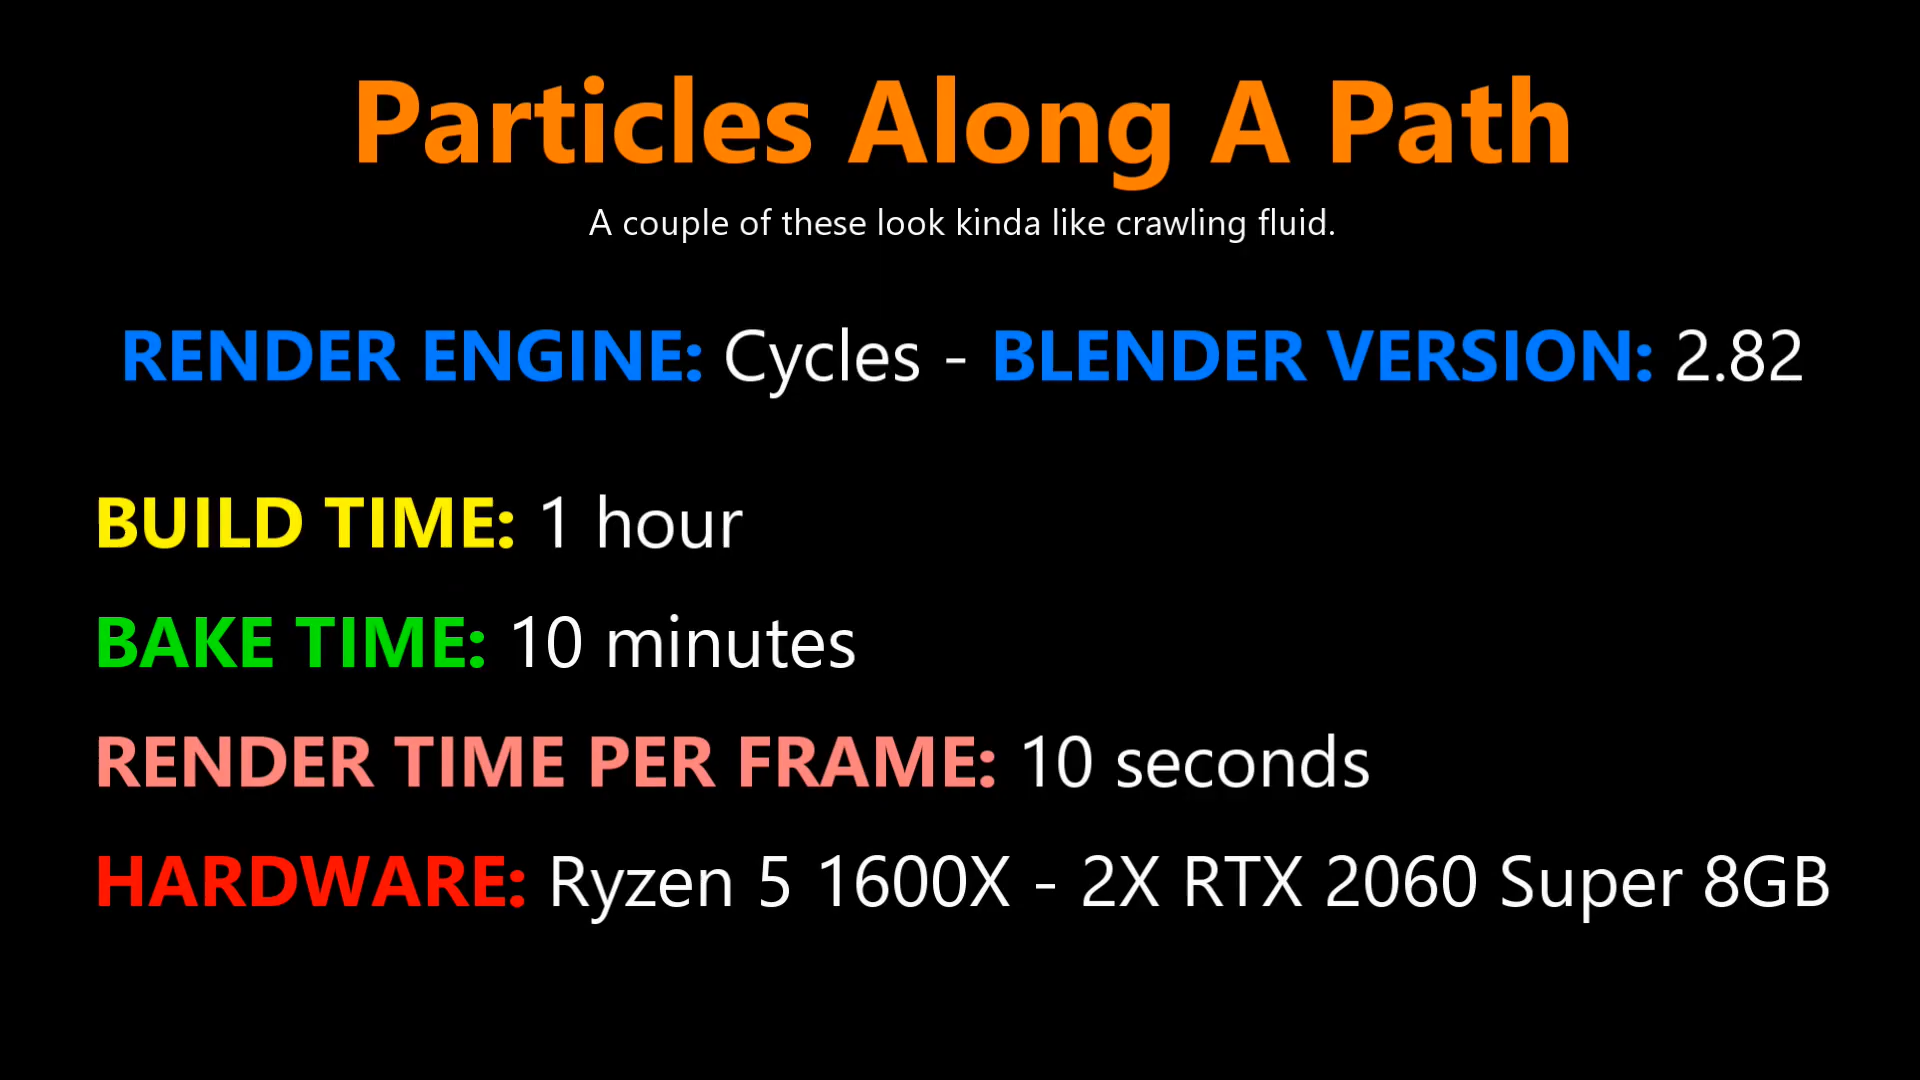 Particles Along A Path
A couple of these look kinda like crawling fluid.
RENDER ENGINE: Cycles - BLENDER VERSION: 2.82
BUILD TIME: 1 hour
BAKE TIME: 10 minutes
RENDER TIME PER FRAME: 10 seconds
HARDWARE: Ryzen 5 1600X - 2X RTX 2060 Super 8GB